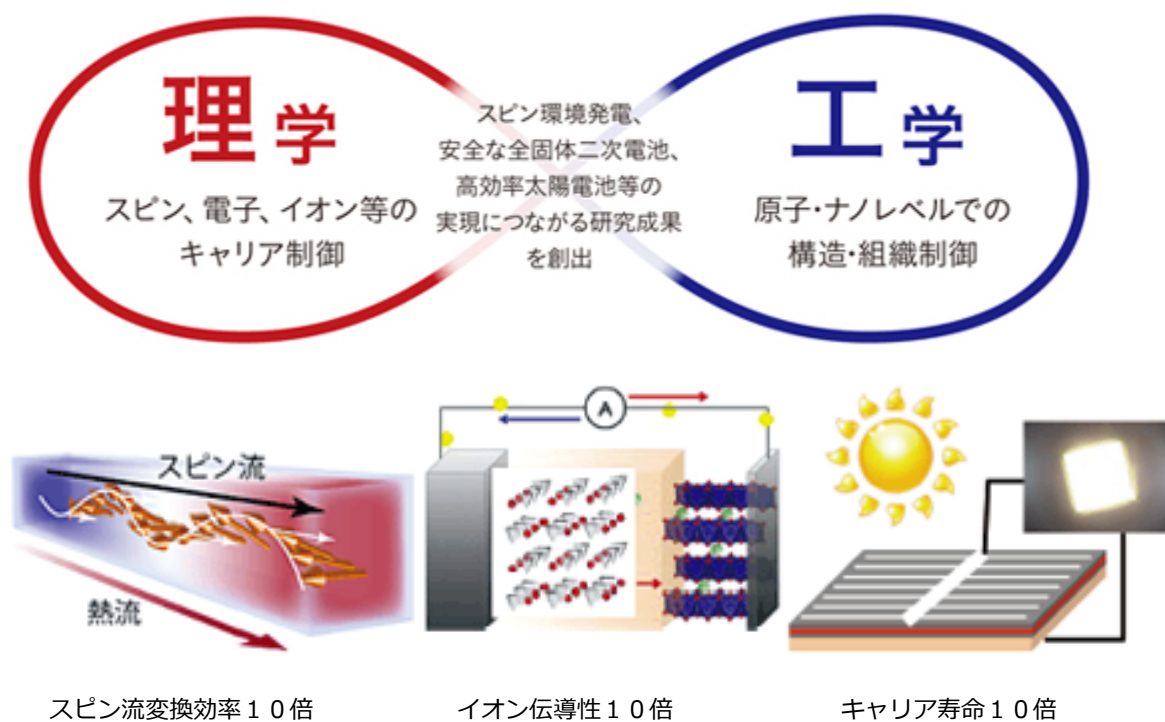 理学
スピン、電子、イオン等の
キャリア制御
スピン環境発電、
安全な全固体二次電池、
高効率太陽電池等の
実現につながる研究成果
を創出
工学
原子・ナノレベルでの
構造・組織制御
スピン流
熱流
A
スピン流変換効率１０倍
イオン伝導性１０倍
キャリア寿命１０倍